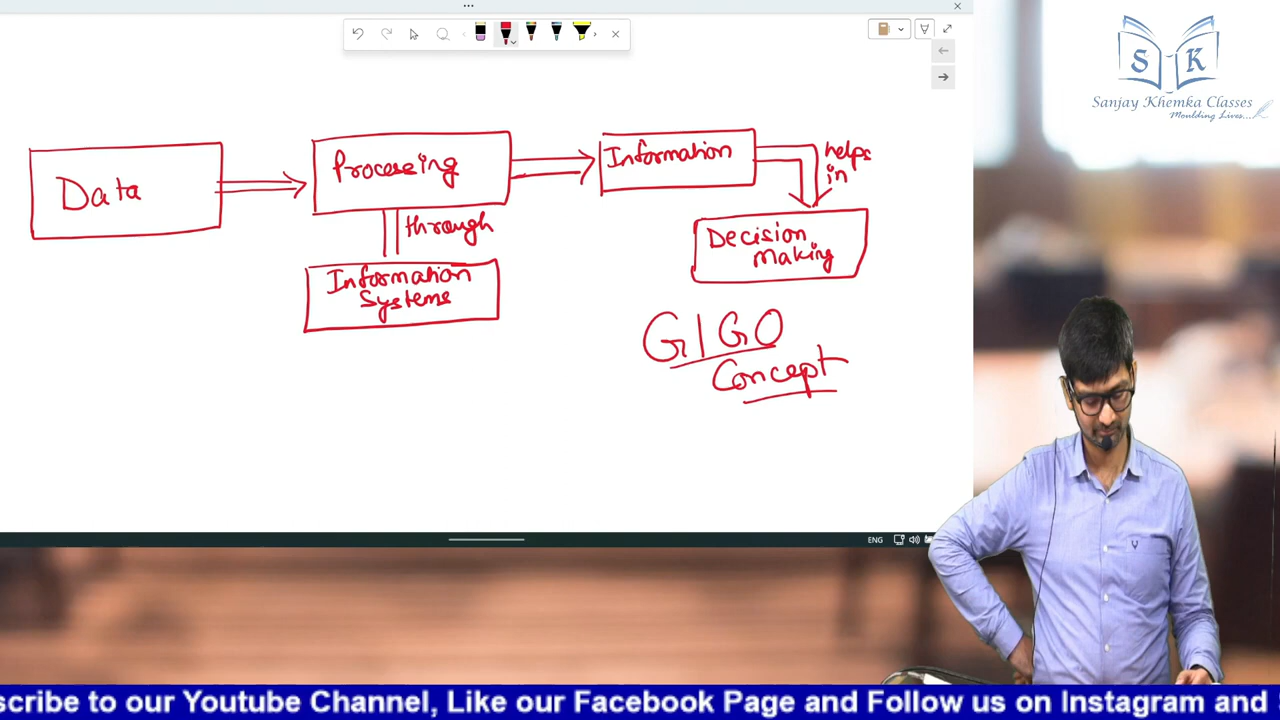 S K
Sanjay Khemka Classes
Moulding Lives...
Data
Processing
Information
helps
in
through
Information
Systems
Decision
Making
GIGO
Concept
ENG
scribe to our Youtube Channel, Like our Facebook Page and Follow us on Instagram and